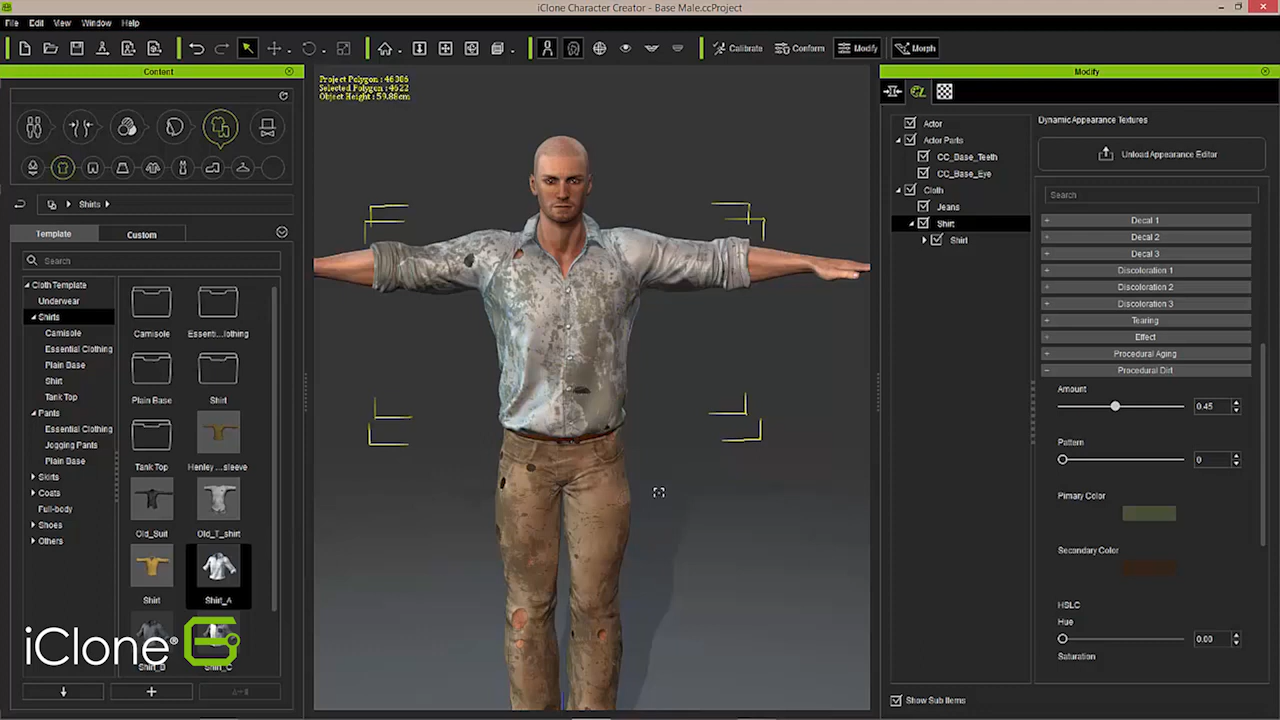 iClone Character Creator - Base Male.ccProject
File Edit View Window Help
Calibrate Conform Modify Morph
Content
Shirts
Template Custom
Search
Cloth Template
Underwear
Shirts
Camisole
Essential Clothing
Plain Base
Shirt
Tank Top
Pants
Essential Clothing
Jogging Pants
Plain Base
Skirts
Coats
Full-body
Shoes
Others
Camisole Essenti...lothing
Plain Base Shirt
Tank Top Henley ...sleeve
Old_Suit Old_T_shirt
Shirt Shirt_A
Shirt_B Shirt_C
iClone®
Project Polygon : 46306
Selected Polygon : 4622
Object Height : 59.88cm
Modify
Actor
Actor Parts
CC_Base_Teeth
CC_Base_Eye
Cloth
Jeans
Shirt
Shirt
Show Sub Items
Dynamic Appearance Textures
Unload Appearance Editor
Search
Decal 1
Decal 2
Decal 3
Discoloration 1
Discoloration 2
Discoloration 3
Tearing
Effect
Procedural Aging
Procedural Dirt
Amount
0.45
Pattern
0
Primary Color
Secondary Color
HSLC
Hue
0.00
Saturation